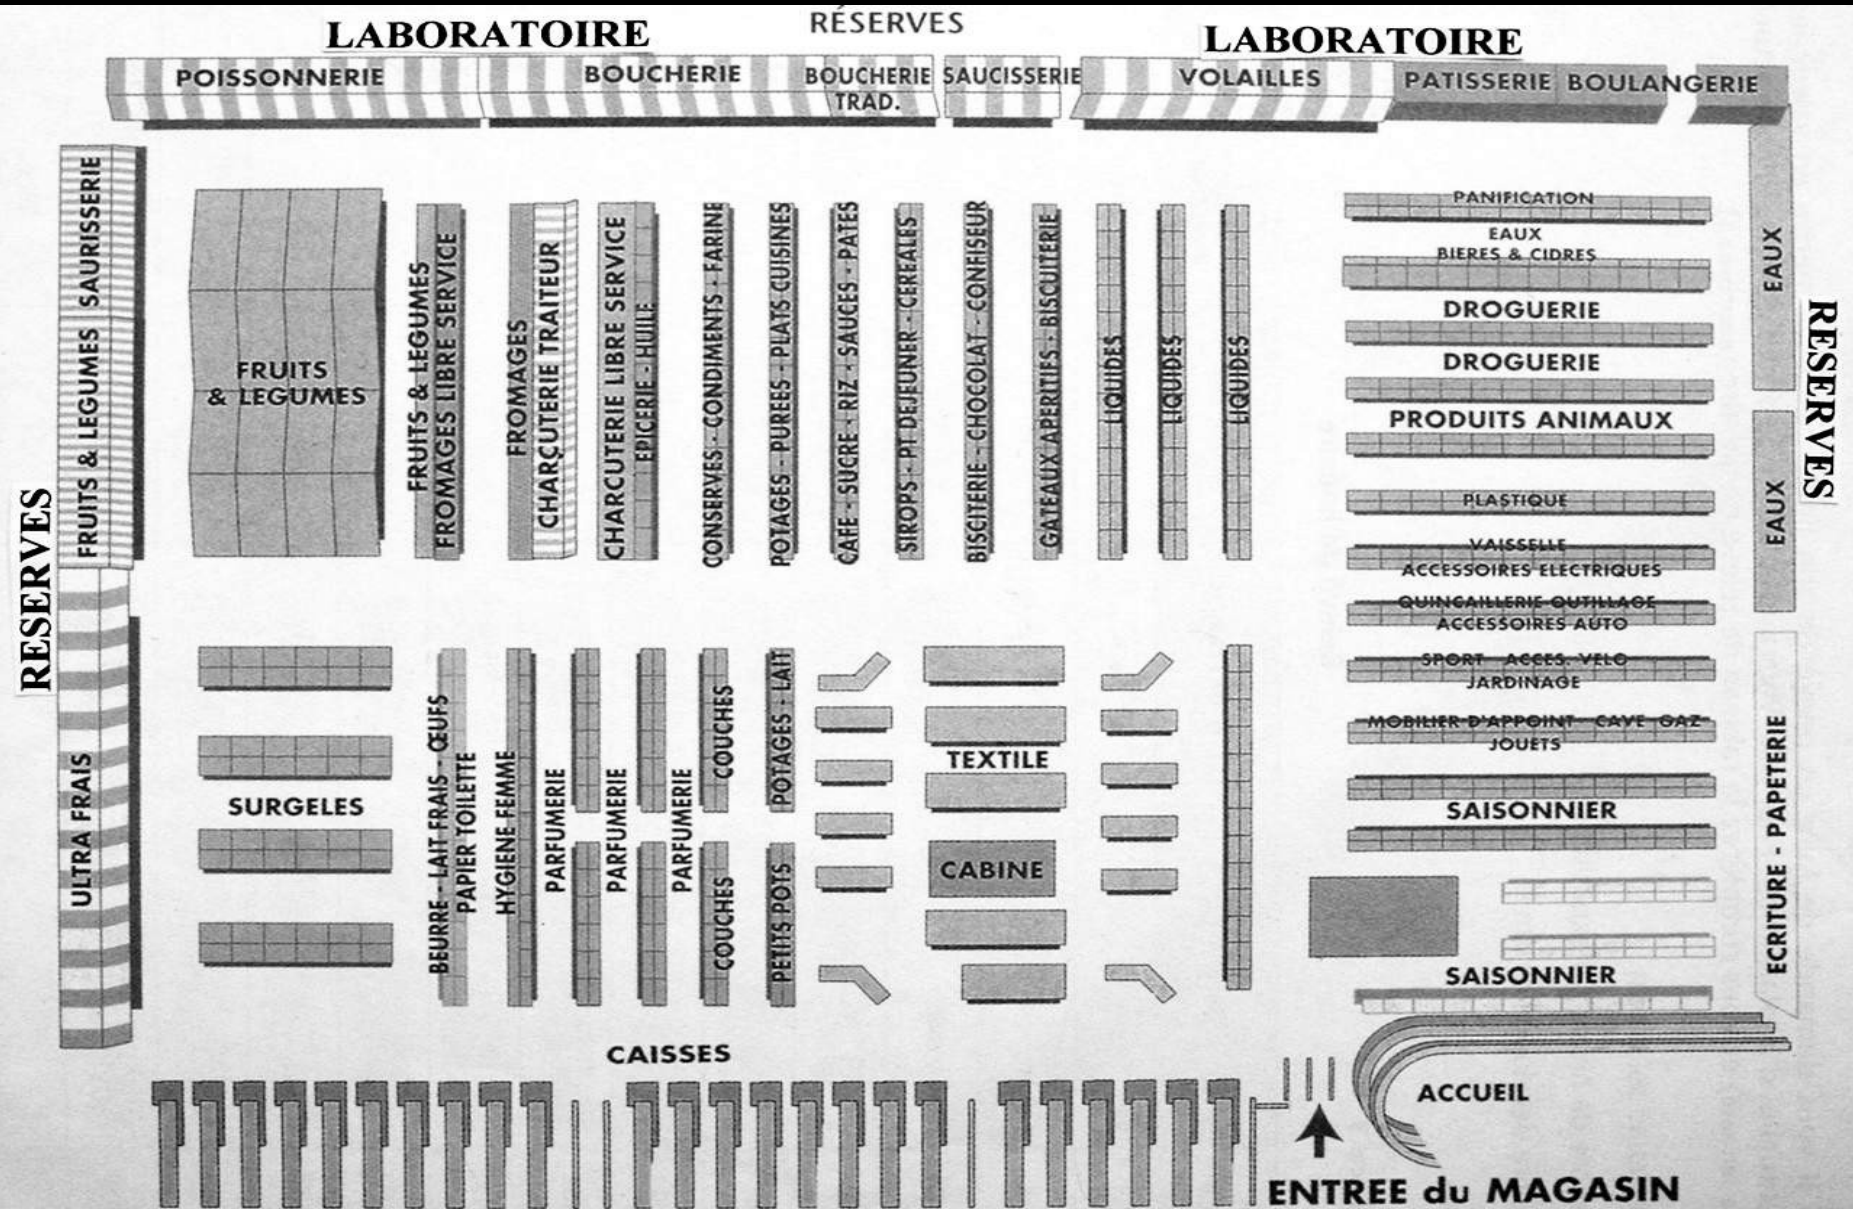 LABORATOIRE
RÉSERVES
LABORATOIRE
POISSONNERIE
BOUCHERIE
BOUCHERIE
TRAD.
SAUCISSERIE
VOLAILLES
PATISSERIE
BOULANGERIE
SAURISSERIE
FRUITS & LEGUMES
RESERVES
ULTRA FRAIS
FRUITS
& LEGUMES
FRUITS & LEGUMES
FROMAGES LIBRE SERVICE
FROMAGES
CHARCUTERIE TRAITEUR
CHARCUTERIE LIBRE SERVICE
EPICERIE - HUILE
CONSERVES - CONDIMENTS - FARINE
POTAGES - PUREES - PLATS CUISINES
CAFE - SUCRE - RIZ - SAUCES - PATES
SIROPS - PT DEJEUNER - CEREALES
BISCITERIE - CHOCOLAT - CONFISEUR
GATEAUX APERITIFS - BISCUITERIE
LIQUIDES
LIQUIDES
LIQUIDES
PANIFICATION
EAUX
BIERES & CIDRES
DROGUERIE
DROGUERIE
PRODUITS ANIMAUX
PLASTIQUE
VAISSELLE
ACCESSOIRES ELECTRIQUES
QUINCAILLERIE OUTILLAGE
ACCESSOIRES AUTO
SPORT - ACCES. VELO
JARDINAGE
MOBILIER D'APPOINT - CAVE - GAZ
JOUETS
SAISONNIER
SAISONNIER
EAUX
EAUX
RESERVES
ECRITURE - PAPETERIE
SURGELES
BEURRE - LAIT FRAIS - ŒUFS
PAPIER TOILETTE
HYGIENE FEMME
PARFUMERIE
PARFUMERIE
PARFUMERIE
COUCHES
COUCHES
POTAGES - LAIT
PETITS POTS
TEXTILE
CABINE
CAISSES
ACCUEIL
ENTREE du MAGASIN